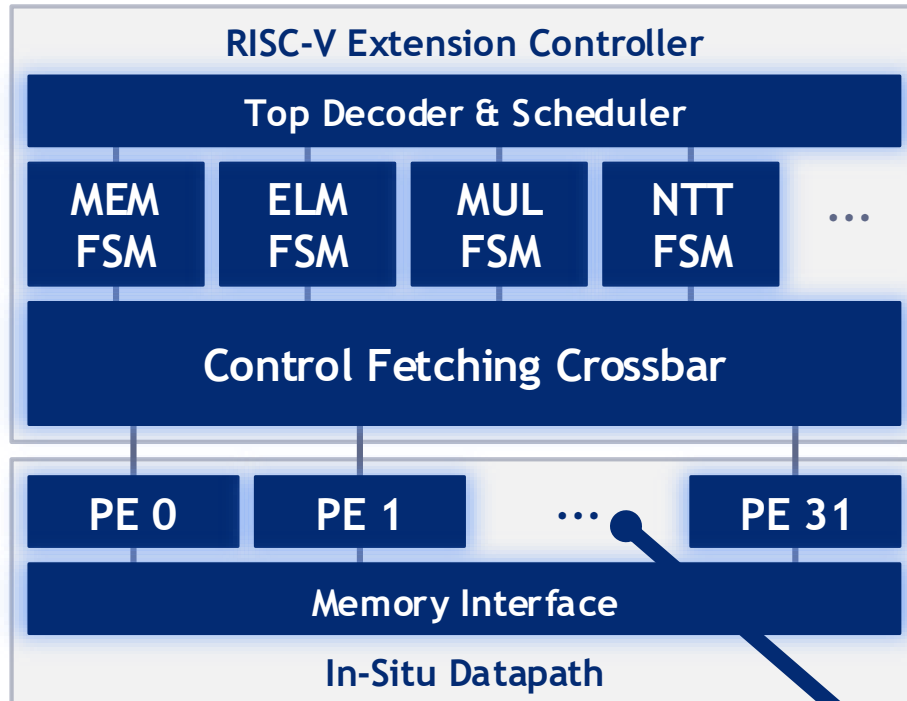 RISC-V Extension Controller
Top Decoder & Scheduler
MEM ELM MUL NTT ...
FSM FSM FSM FSM
Control Fetching Crossbar
PE 0 PE 1 ... PE 31
Memory Interface
In-Situ Datapath